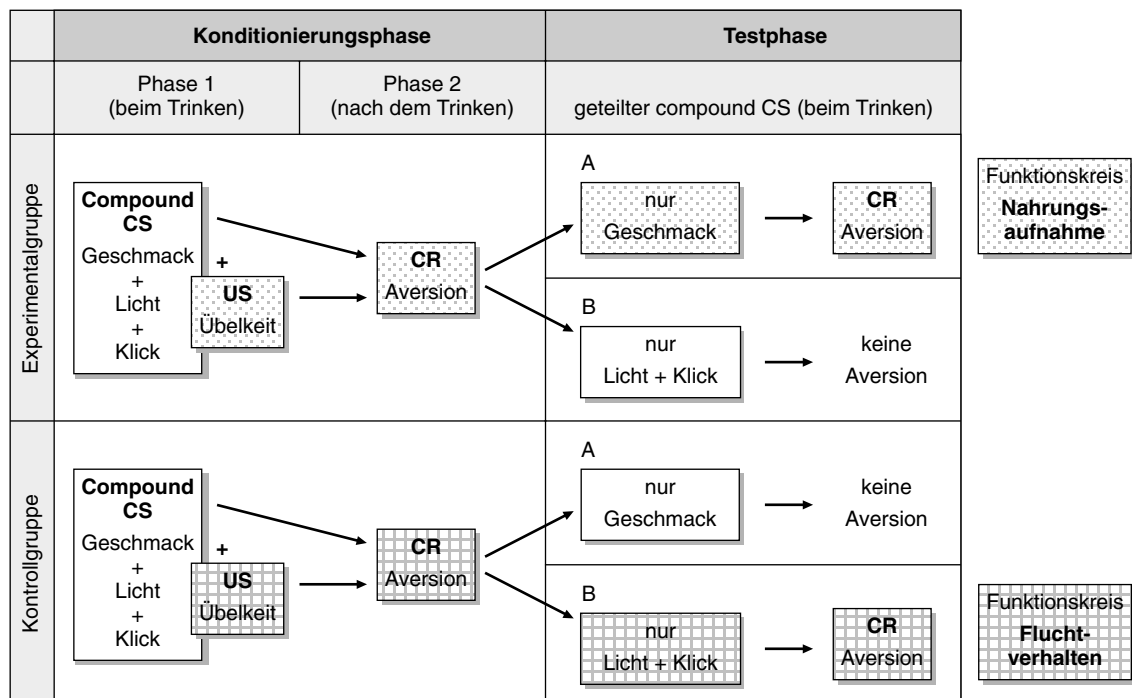 Konditionierungsphase
Testphase
Phase 1
(beim Trinken)
Phase 2
(nach dem Trinken)
geteilter compound CS (beim Trinken)
Experimentalgruppe
Compound
CS
Geschmack
+
Licht
+
Klick
+
US
Übelkeit
CR
Aversion
A
nur
Geschmack
CR
Aversion
B
nur
Licht + Klick
keine
Aversion
Funktionskreis
Nahrungs-
aufnahme
Kontrollgruppe
Compound
CS
Geschmack
+
Licht
+
Klick
+
US
Übelkeit
CR
Aversion
A
nur
Geschmack
keine
Aversion
B
nur
Licht + Klick
CR
Aversion
Funktionskreis
Flucht-
verhalten